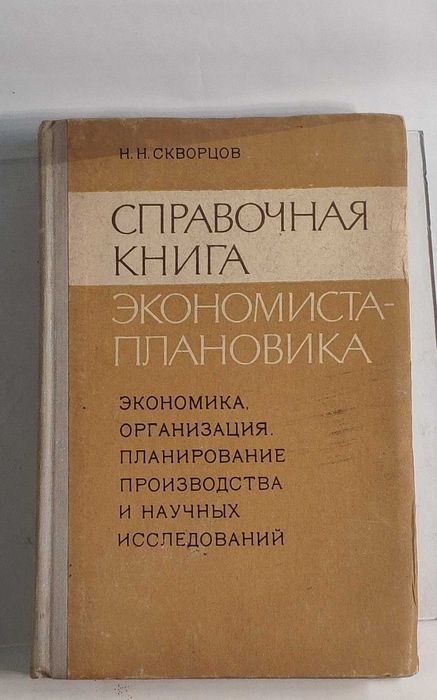 Н. Н. СКВОРЦОВ
СПРАВОЧНАЯ
КНИГА
ЭКОНОМИСТА-
ПЛАНОВИКА
ЭКОНОМИКА,
ОРГАНИЗАЦИЯ,
ПЛАНИРОВАНИЕ
ПРОИЗВОДСТВА
И НАУЧНЫХ
ИССЛЕДОВАНИЙ